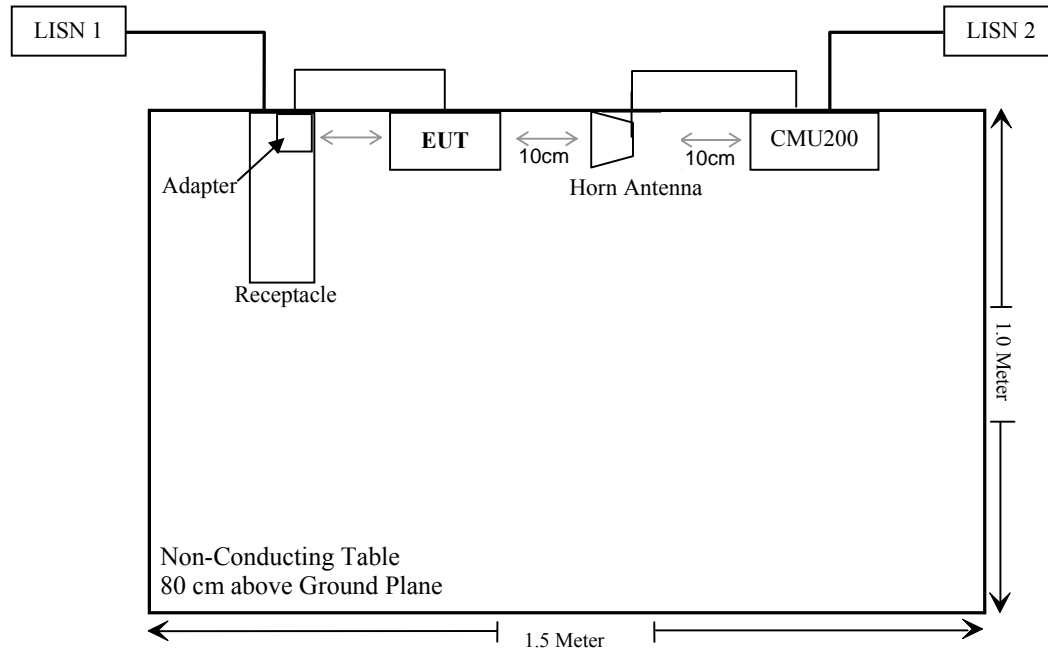 LISN 1
LISN 2
EUT
10cm
10cm
CMU200
Adapter
Horn Antenna
Receptacle
1.0 Meter
Non-Conducting Table
80 cm above Ground Plane
1.5 Meter